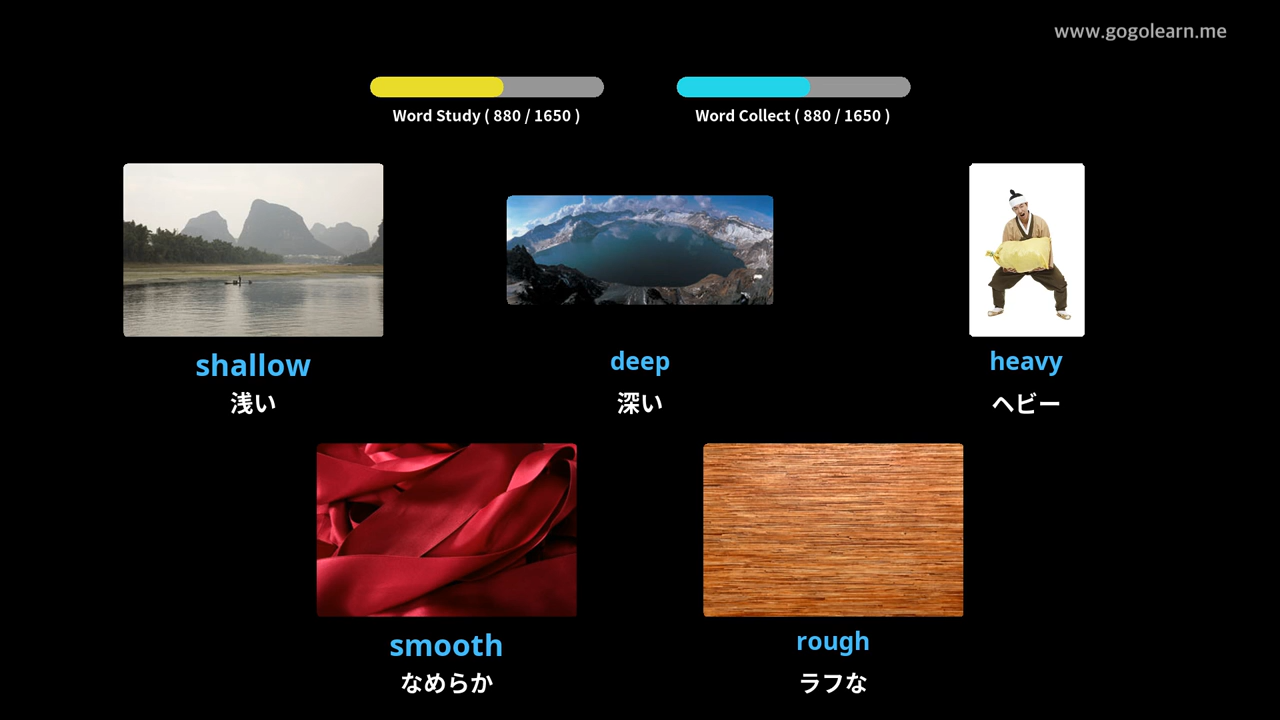 www.gogolearn.me
Word Study ( 880 / 1650 )
Word Collect ( 880 / 1650 )
shallow
浅い
deep
深い
heavy
ヘビー
smooth
なめらか
rough
ラフな